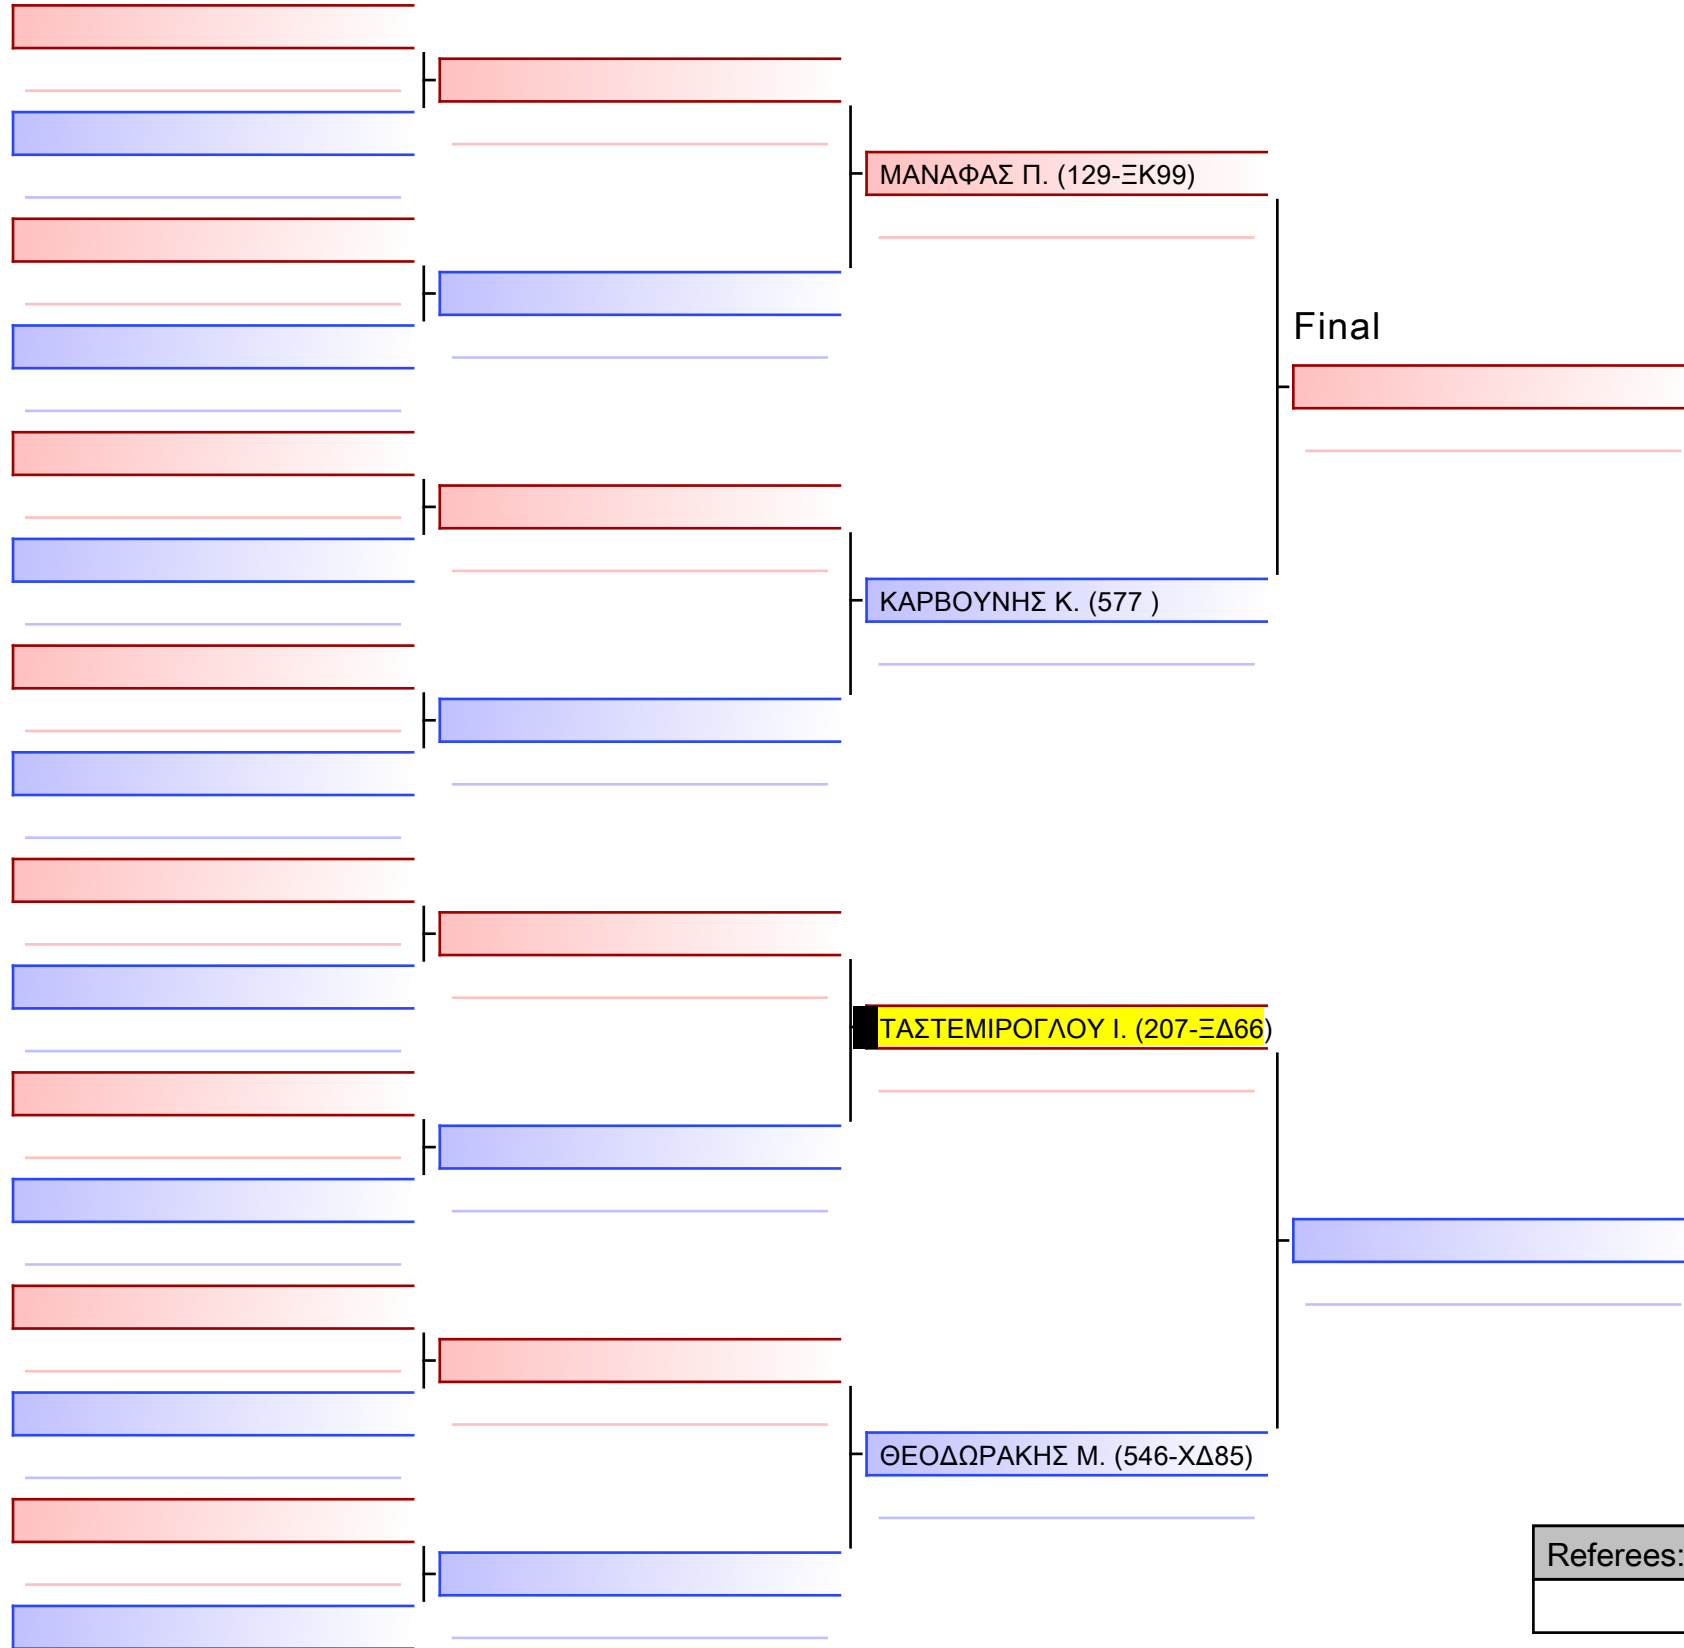 ΜΑΝΑΦΑΣ Π. (129-ΞΚ99)
Final
ΚΑΡΒΟΥΝΗΣ Κ. (577 )
ΤΑΣΤΕΜΙΡΟΓΛΟΥ Ι. (207-ΞΔ66)
ΘΕΟΔΩΡΑΚΗΣ Μ. (546-ΧΔ85)
Referees: